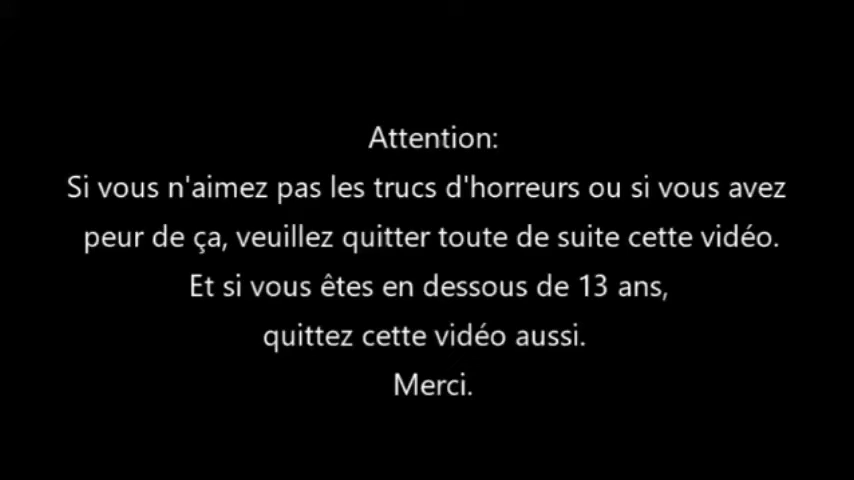 Attention:
Si vous n'aimez pas les trucs d'horreurs ou si vous avez
peur de ça, veuillez quitter toute de suite cette vidéo.
Et si vous êtes en dessous de 13 ans,
quittez cette vidéo aussi.
Merci.